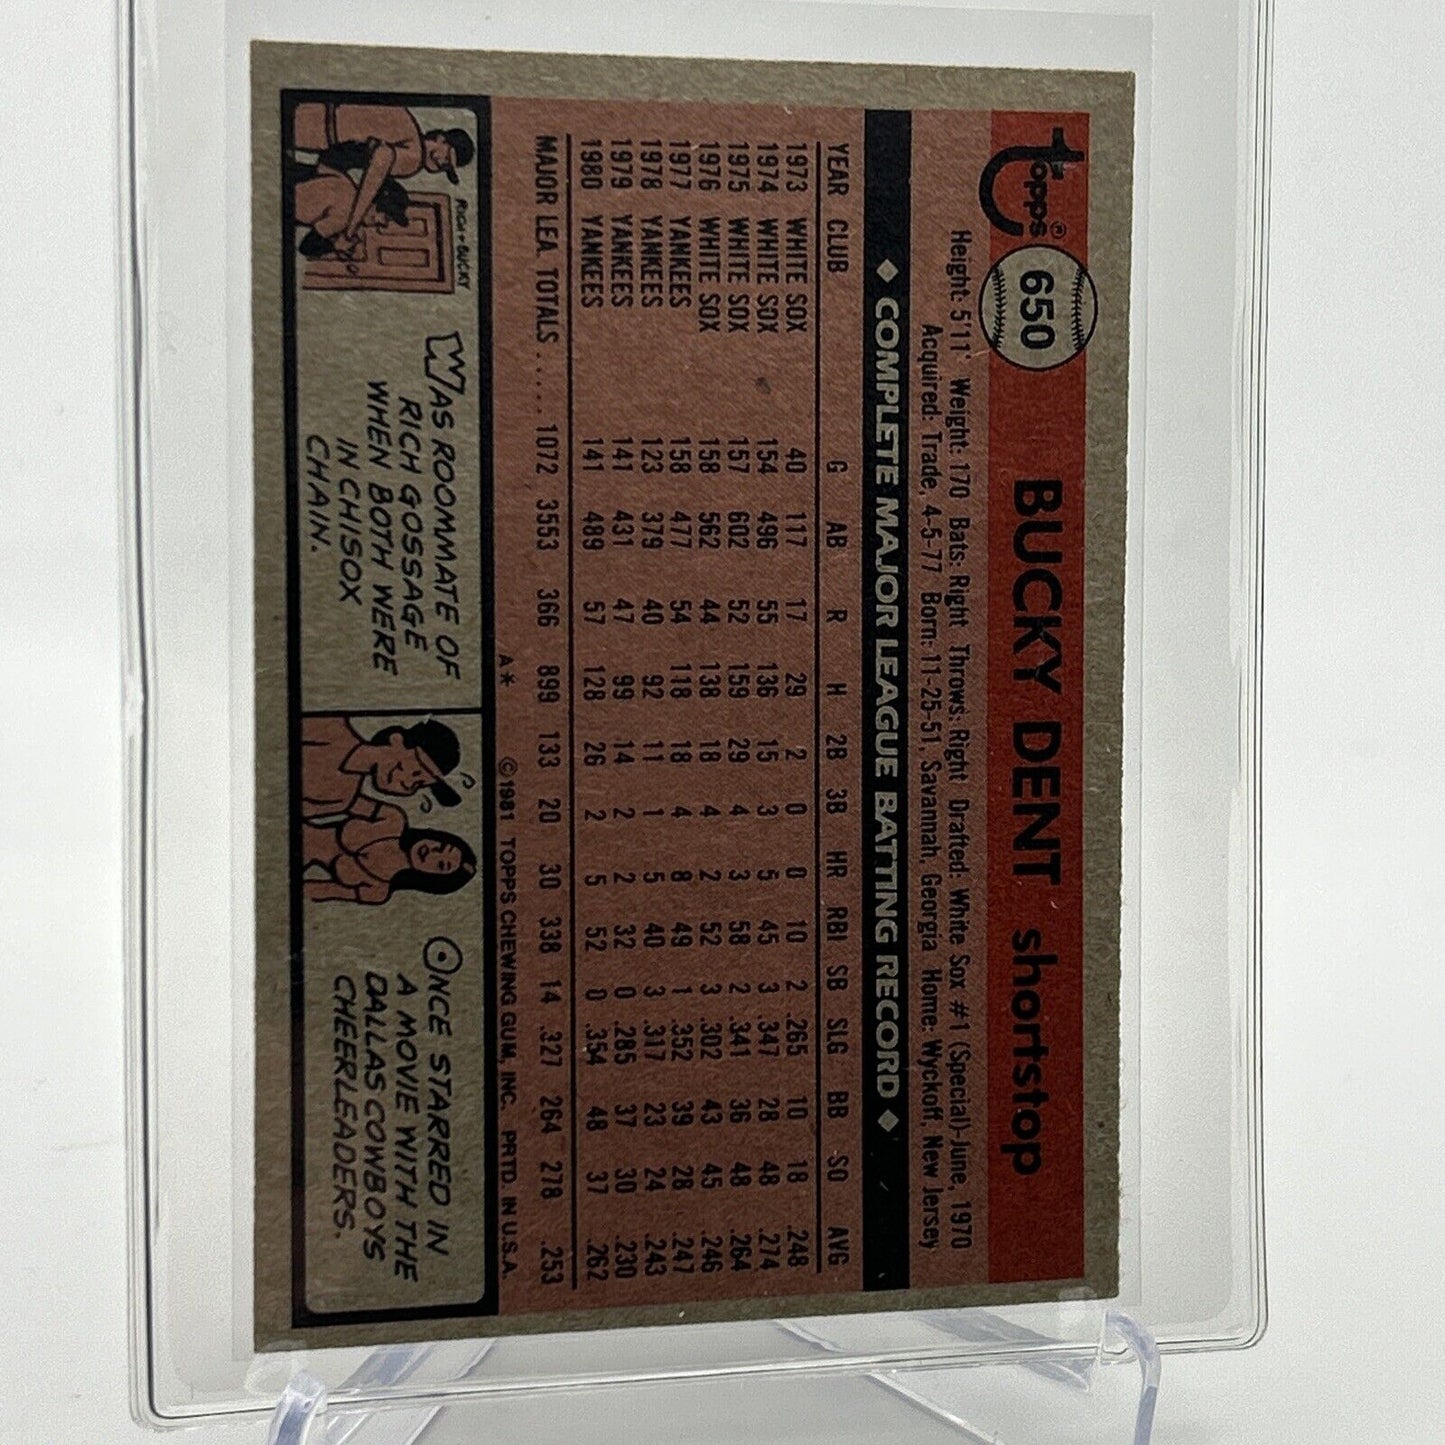 topps®
650
BUCKY DENT shortstop
Height: 5'11" Weight: 170 Bats: Right Throws: Right Drafted: White Sox #1 (Special)-June, 1970
Acquired: Trade, 4-5-77 Born: 11-25-51, Savannah, Georgia Home: Wyckoff, New Jersey
◆ COMPLETE MAJOR LEAGUE BATTING RECORD ◆
YEAR CLUB G AB R H 2B 3B HR RBI SB SLG BB SO AVG
1973 WHITE SOX 40 117 17 29 2 0 0 10 2 .265 10 18 .248
1974 WHITE SOX 154 496 55 136 15 3 5 45 3 .347 28 48 .274
1975 WHITE SOX 157 602 52 159 29 4 3 58 2 .341 36 48 .264
1976 WHITE SOX 158 562 44 138 18 4 2 52 3 .302 43 45 .246
1977 YANKEES 158 477 54 118 18 4 8 49 1 .352 39 28 .247
1978 YANKEES 123 379 40 92 11 1 5 40 3 .317 23 24 .243
1979 YANKEES 141 431 47 99 14 2 2 32 0 .285 37 30 .230
1980 YANKEES 141 489 57 128 26 2 5 52 0 .354 48 37 .262
MAJOR LEA. TOTALS ..... 1072 3553 366 899 133 20 30 338 14 .327 264 278 .253
A* ©1981 TOPPS CHEWING GUM, INC. PRTD. IN U.S.A.
RICH + BUCKY
WAS ROOMMATE OF
RICH GOSSAGE
WHEN BOTH WERE
IN CHISOX
CHAIN.
ONCE STARRED IN
A MOVIE WITH THE
DALLAS COWBOYS
CHEERLEADERS.